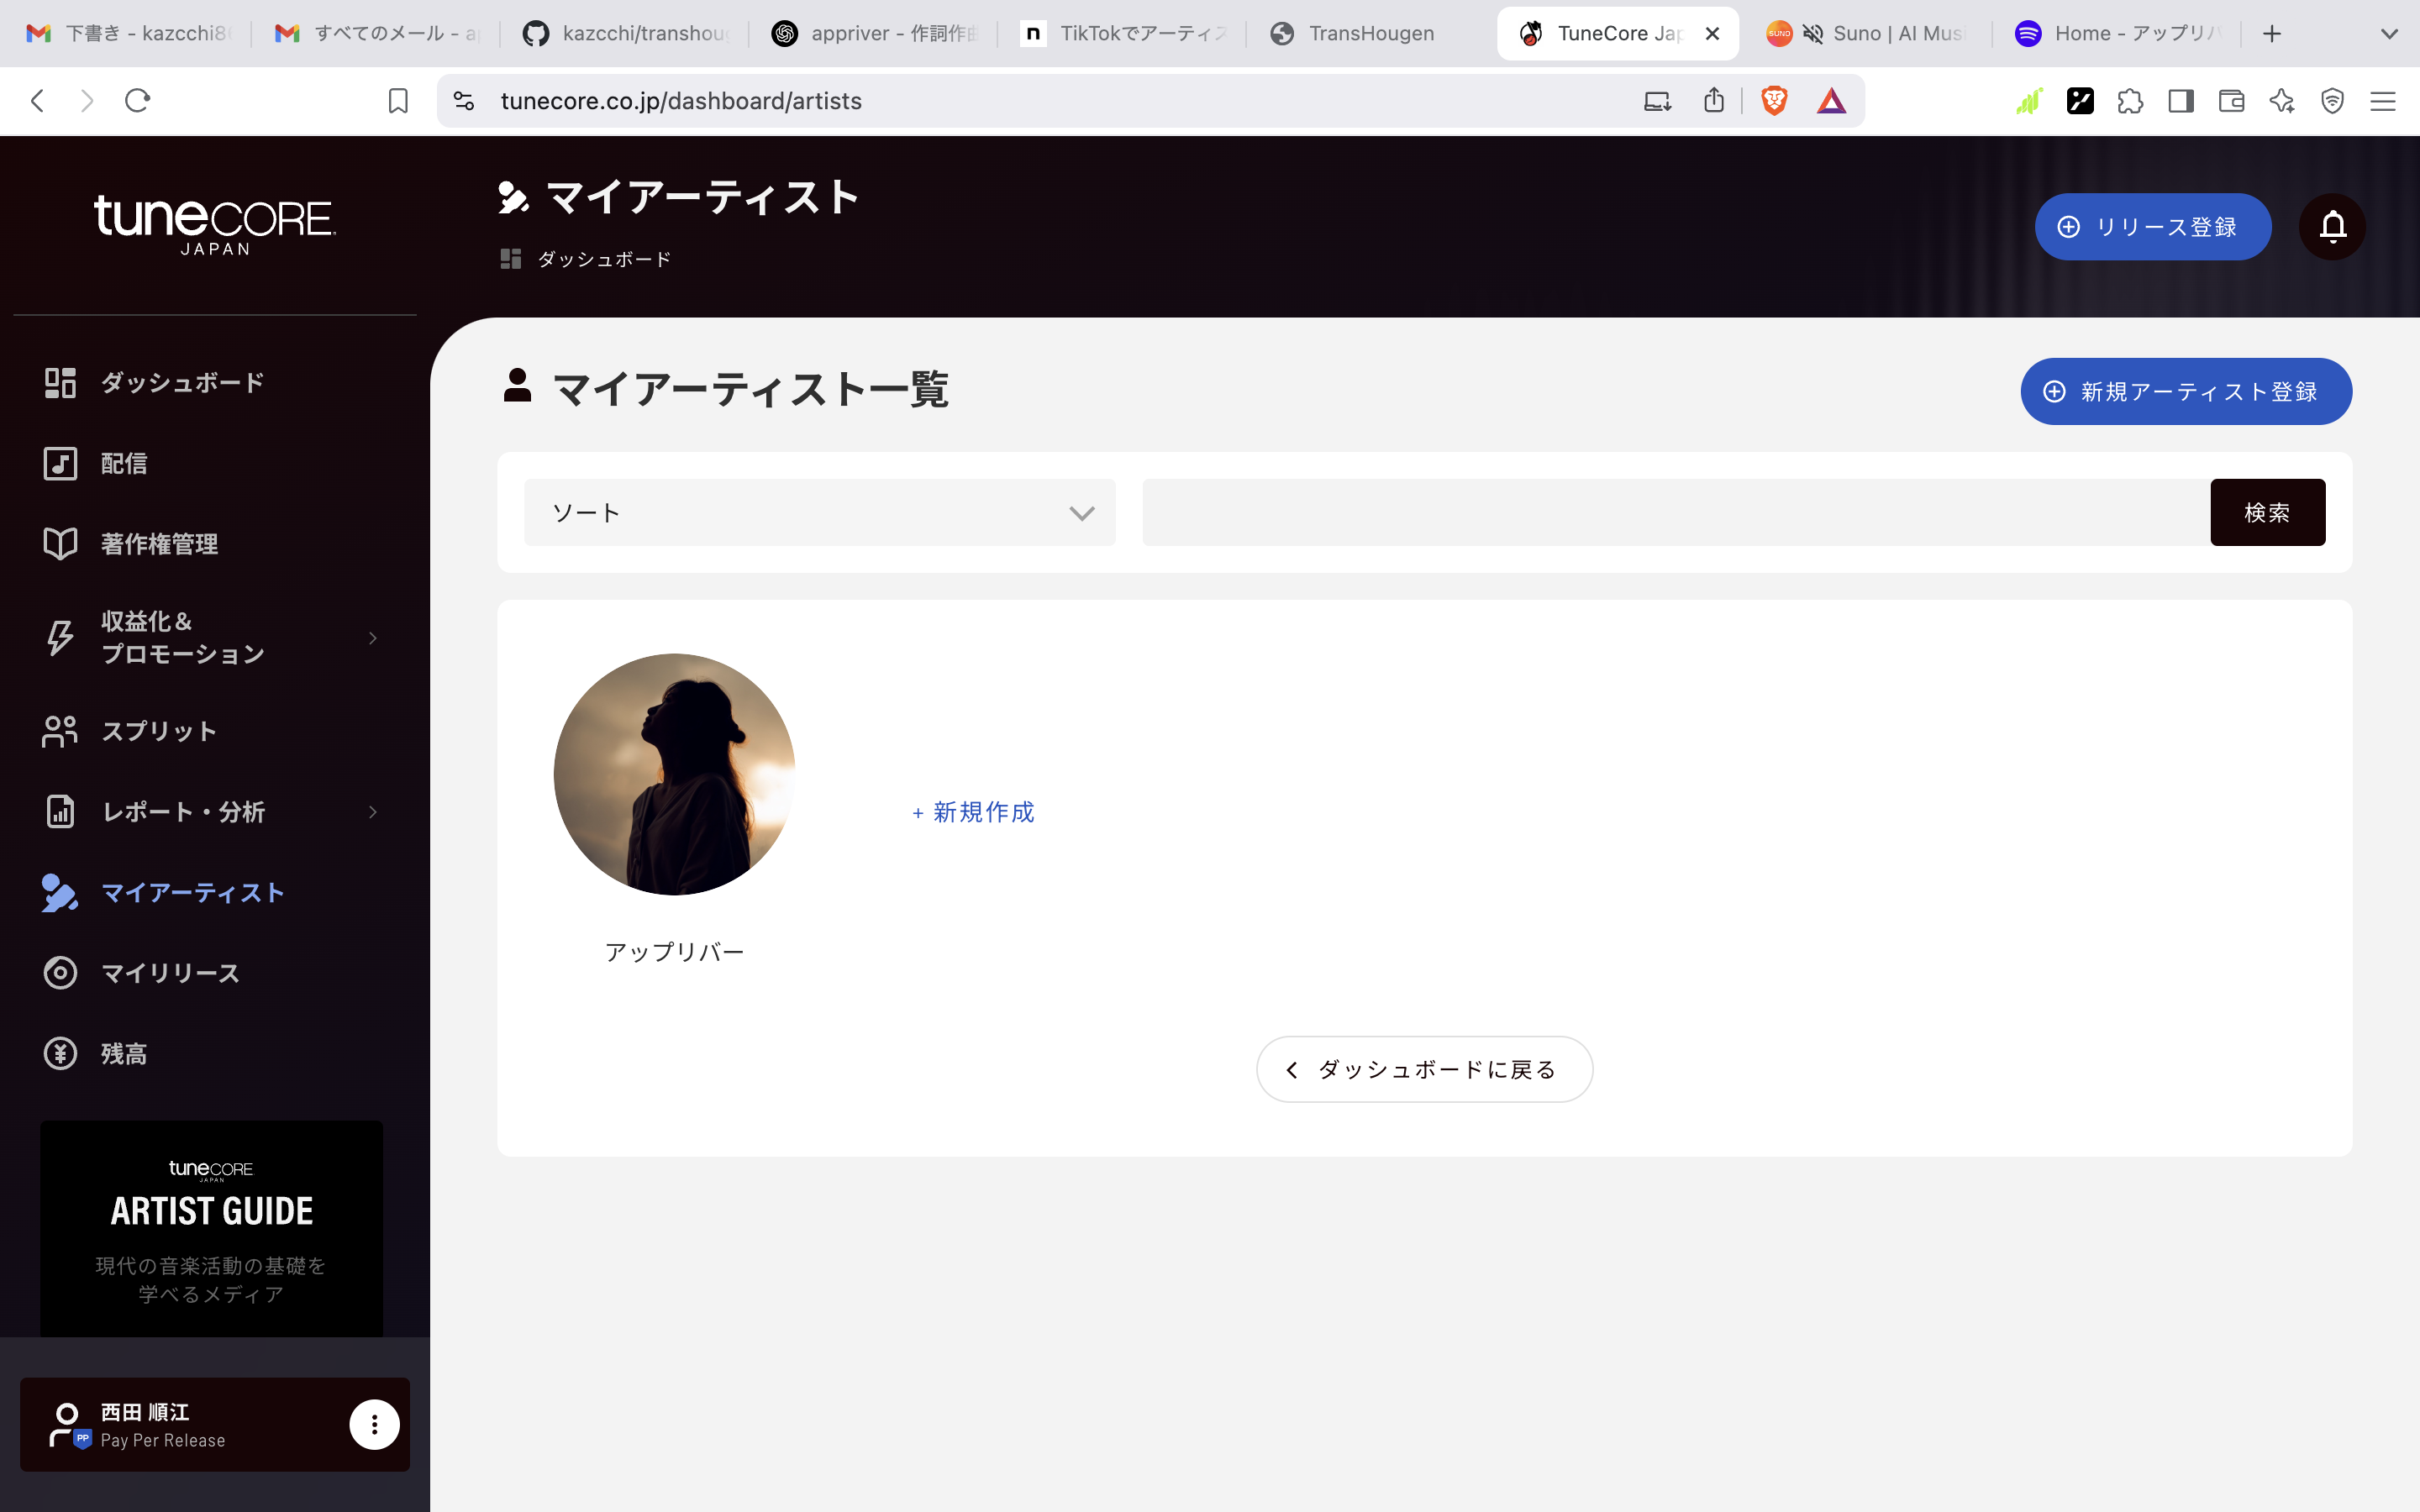 下書き - kazcchi8
すべてのメール - a
kazcchi/transhoug
appriver - 作詞作曲
TikTokでアーティス
TransHougen
TuneCore Jap
Suno | AI Mus
Home - アップリバ
tunecore.co.jp/dashboard/artists
tunecore
JAPAN
マイアーティスト
ダッシュボード
リリース登録
ダッシュボード
配信
著作権管理
収益化＆
プロモーション
スプリット
レポート・分析
マイアーティスト
マイリリース
残高
tunecore
JAPAN
ARTIST GUIDE
現代の音楽活動の基礎を
学べるメディア
PP
西田 順江
Pay Per Release
マイアーティスト一覧
新規アーティスト登録
ソート
検索
+ 新規作成
アップリバー
ダッシュボードに戻る